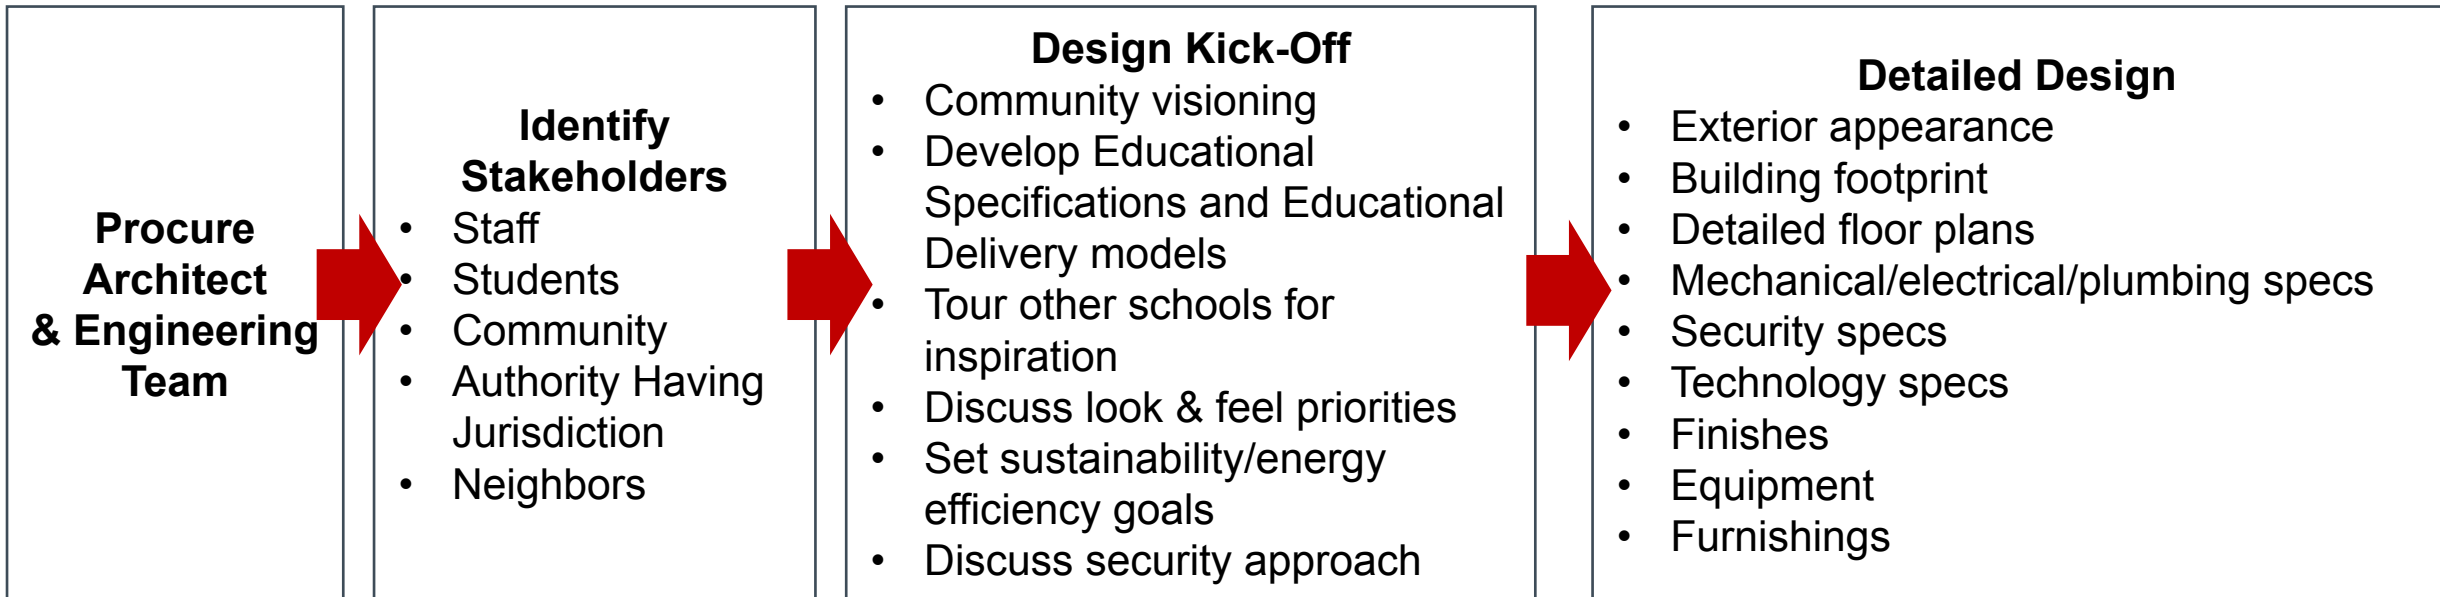 Procure
Architect
& Engineering
Team
Identify
Stakeholders
• Staff
• Students
• Community
• Authority Having
Jurisdiction
• Neighbors
Design Kick-Off
• Community visioning
• Develop Educational
Specifications and Educational
Delivery models
• Tour other schools for
inspiration
• Discuss look & feel priorities
• Set sustainability/energy
efficiency goals
• Discuss security approach
Detailed Design
• Exterior appearance
• Building footprint
• Detailed floor plans
• Mechanical/electrical/plumbing specs
• Security specs
• Technology specs
• Finishes
• Equipment
• Furnishings